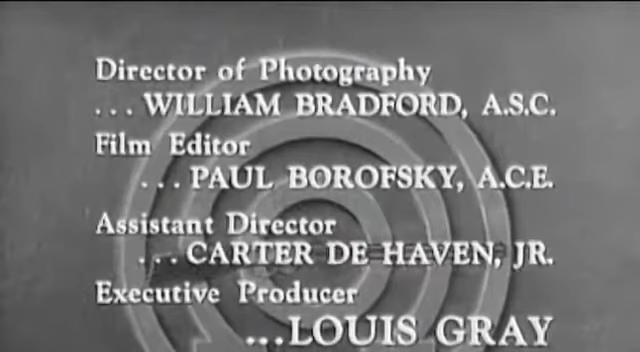 Director of Photography
... WILLIAM BRADFORD, A.S.C.
Film Editor
... PAUL BOROFSKY, A.C.E.
Assistant Director
... CARTER DE HAVEN, JR.
Executive Producer
...LOUIS GRAY